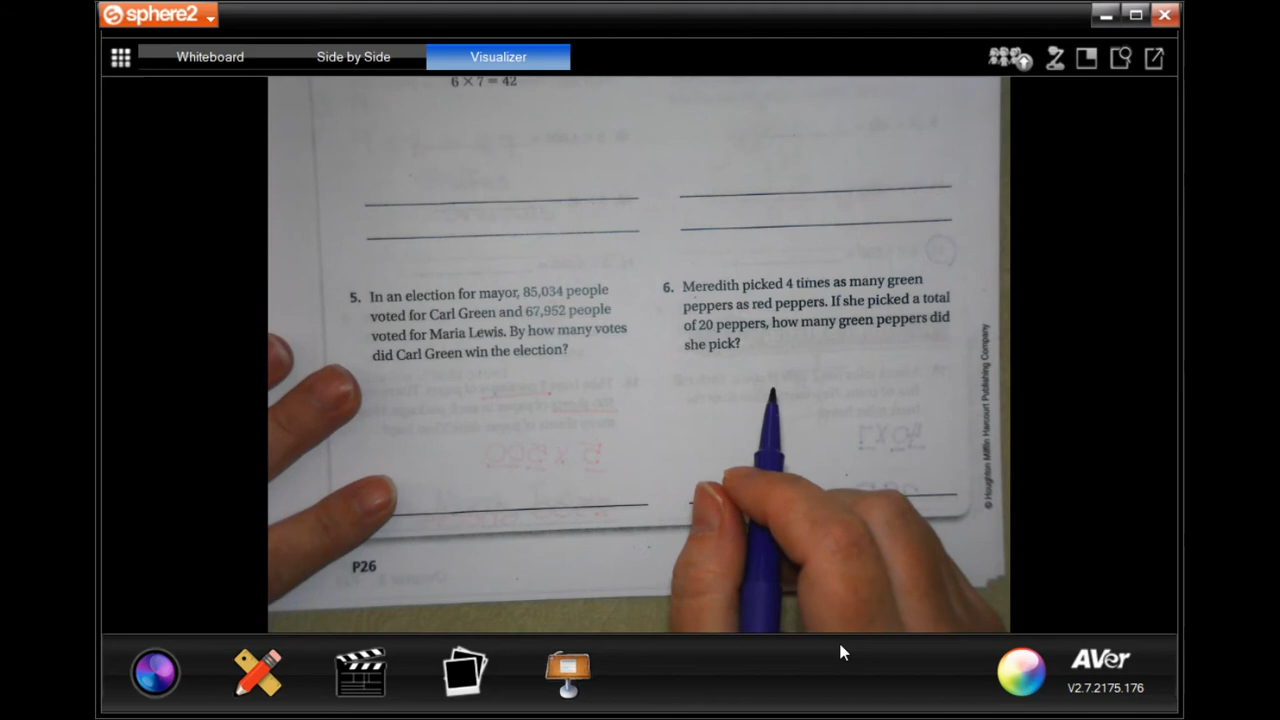 sphere2
Whiteboard Side by Side Visualizer
6 × 7 = 42
5. In an election for mayor, 85,034 people
voted for Carl Green and 67,952 people
voted for Maria Lewis. By how many votes
did Carl Green win the election?
6. Meredith picked 4 times as many green
peppers as red peppers. If she picked a total
of 20 peppers, how many green peppers did
she pick?
© Houghton Mifflin Harcourt Publishing Company
P26
AVer
V2.7.2175.176